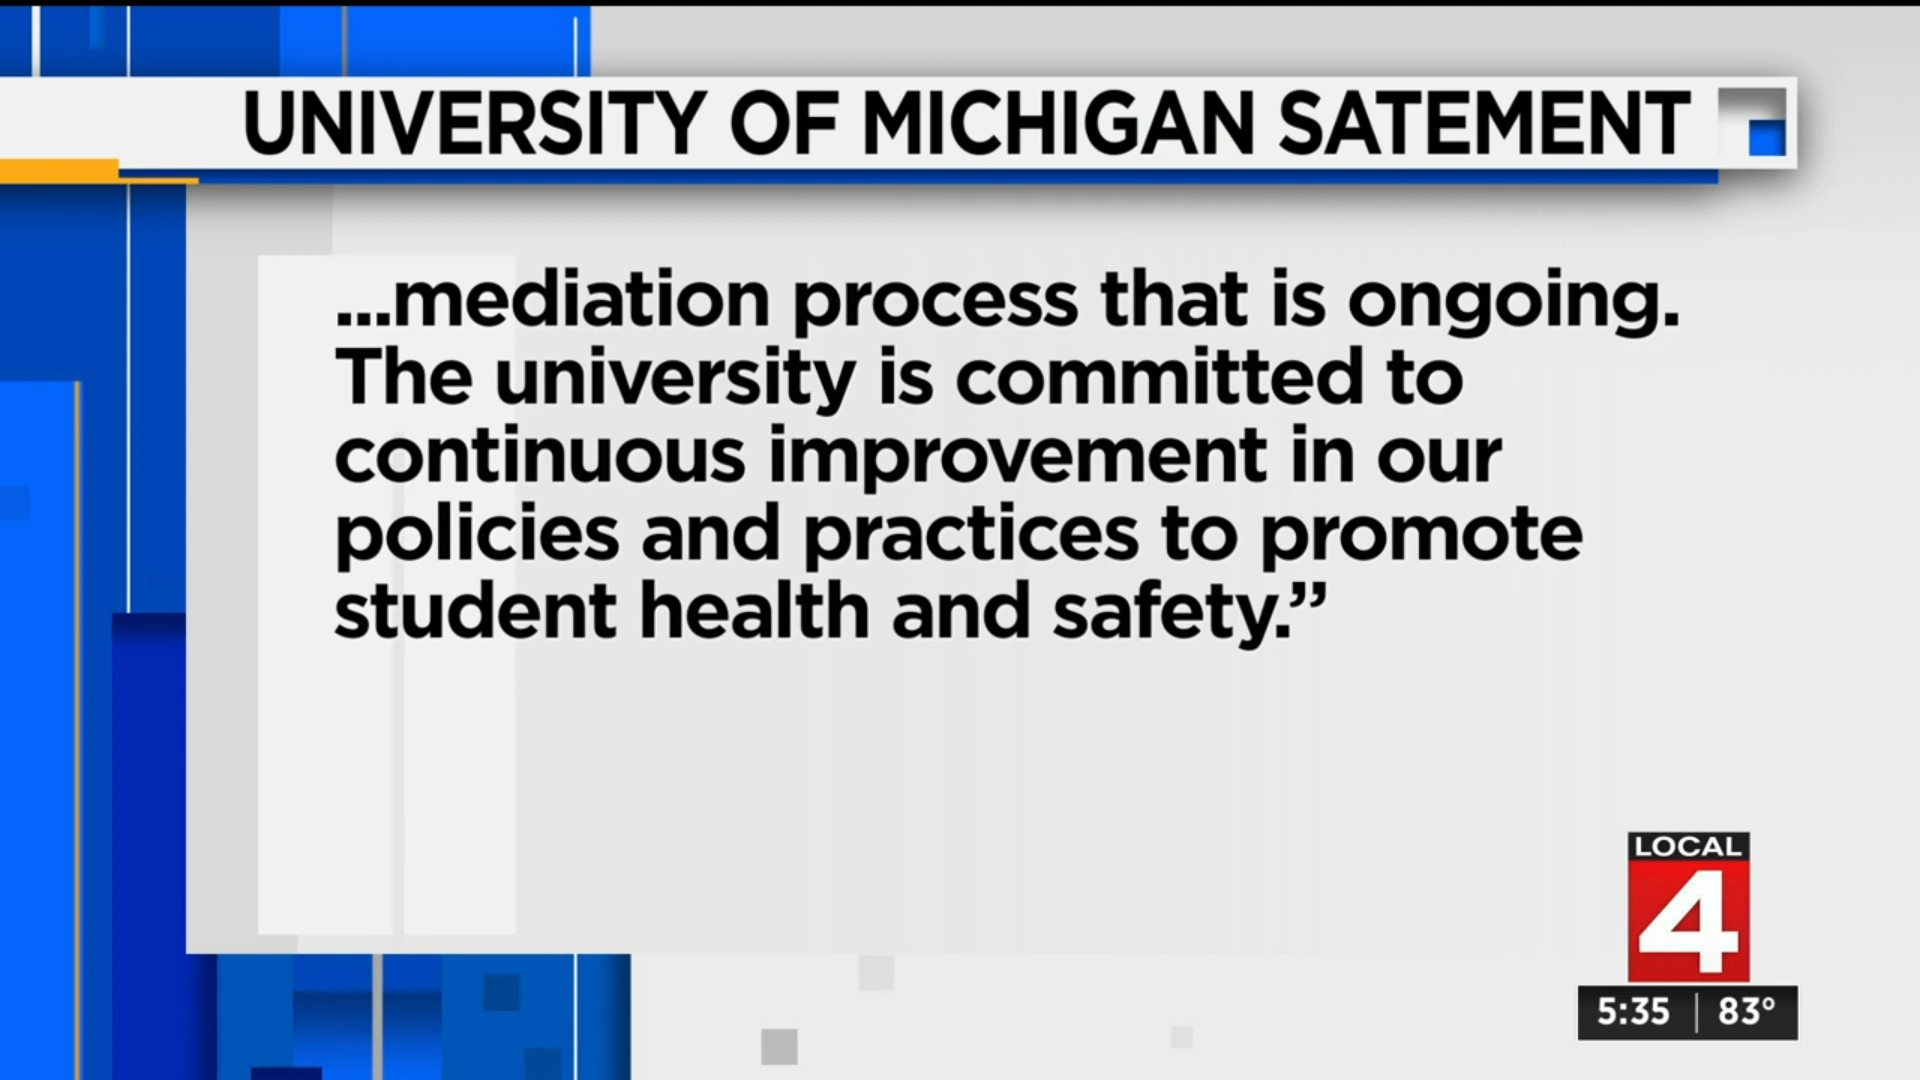 UNIVERSITY OF MICHIGAN SATEMENT
...mediation process that is ongoing.
The university is committed to
continuous improvement in our
policies and practices to promote
student health and safety.”
LOCAL
4
5:35 | 83°